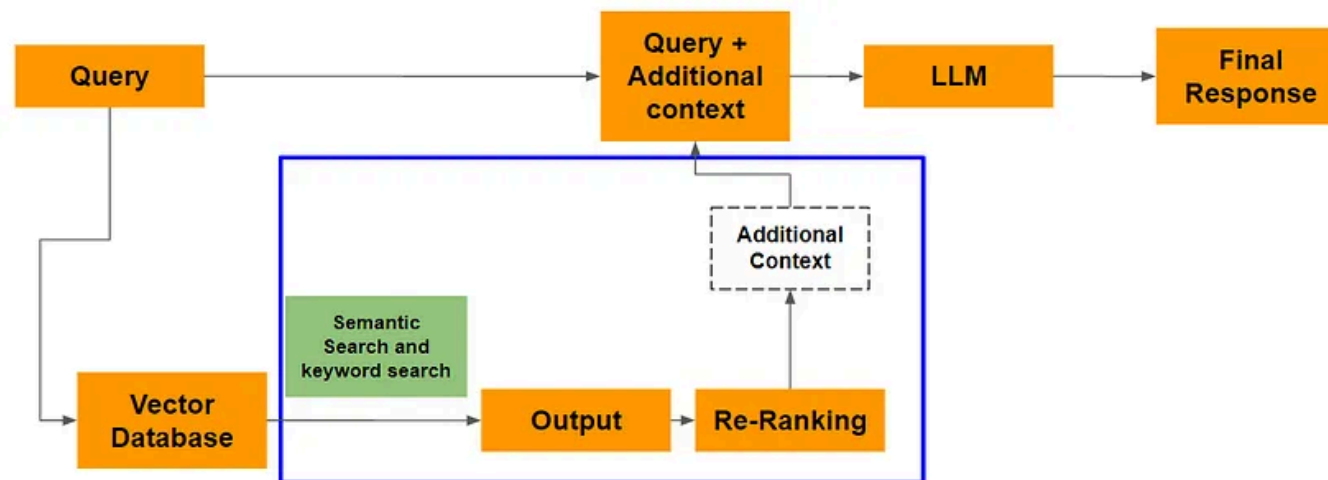 Query
Query +
Additional
context
LLM
Final
Response
Additional
Context
Semantic
Search and
keyword search
Vector
Database
Output
Re-Ranking